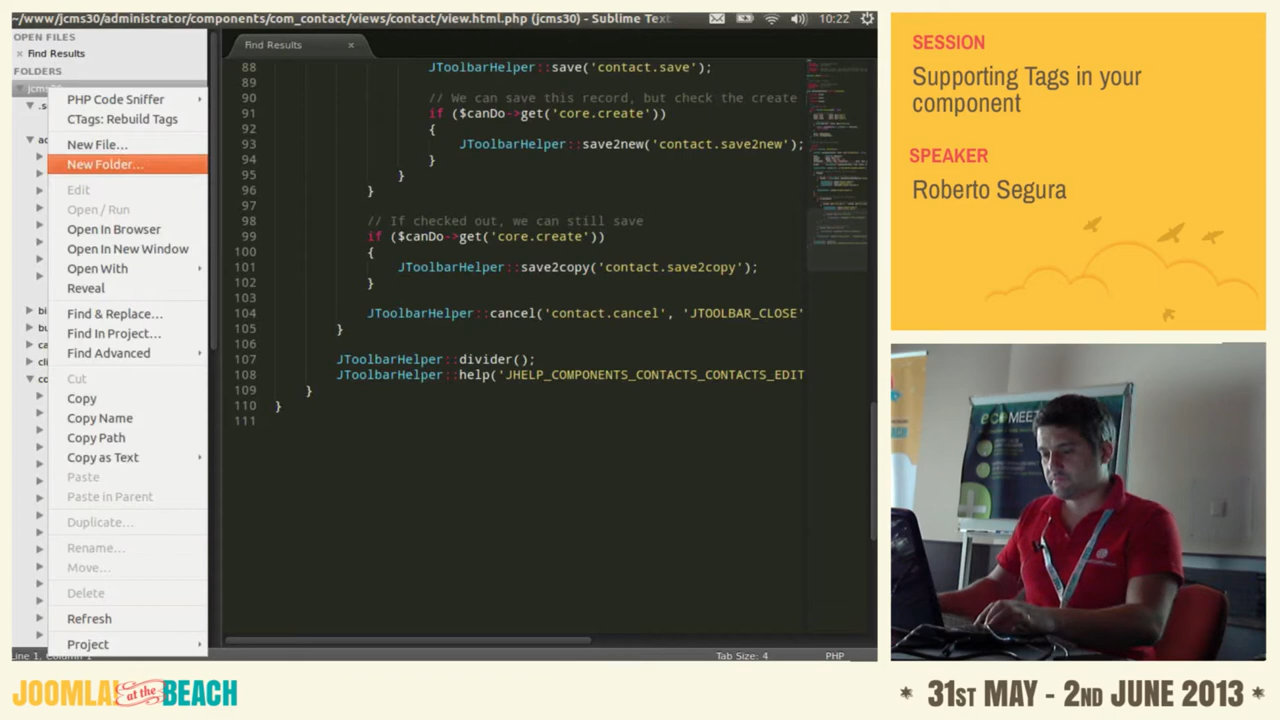 ~/www/jcms30/administrator/components/com_contact/views/contact/view.html.php (jcms30) - Sublime Text
10:22
OPEN FILES
× Find Results
FOLDERS
Find Results ×
PHP Code Sniffer
CTags: Rebuild Tags
New File...
New Folder...
Edit
Open / Run
Open In Browser
Open In New Window
Open With
Reveal
Find & Replace...
Find In Project...
Find Advanced
Cut
Copy
Copy Name
Copy Path
Copy as Text
Paste
Paste in Parent
Duplicate...
Rename...
Move...
Delete
Refresh
Project
88 JToolbarHelper::save('contact.save');
89
90 // We can save this record, but check the create
91 if ($canDo->get('core.create'))
92 {
93 JToolbarHelper::save2new('contact.save2new');
94 }
95 }
96 }
97
98 // If checked out, we can still save
99 if ($canDo->get('core.create'))
100 {
101 JToolbarHelper::save2copy('contact.save2copy');
102 }
103
104 JToolbarHelper::cancel('contact.cancel', 'JTOOLBAR_CLOSE'
105 }
106
107 JToolbarHelper::divider();
108 JToolbarHelper::help('JHELP_COMPONENTS_CONTACTS_CONTACTS_EDIT
109 }
110 }
111
Line 1, Column 1
Tab Size: 4
PHP
SESSION
Supporting Tags in your
component
SPEAKER
Roberto Segura
JOOMLA! at the BEACH
* 31ST MAY - 2ND JUNE 2013 *